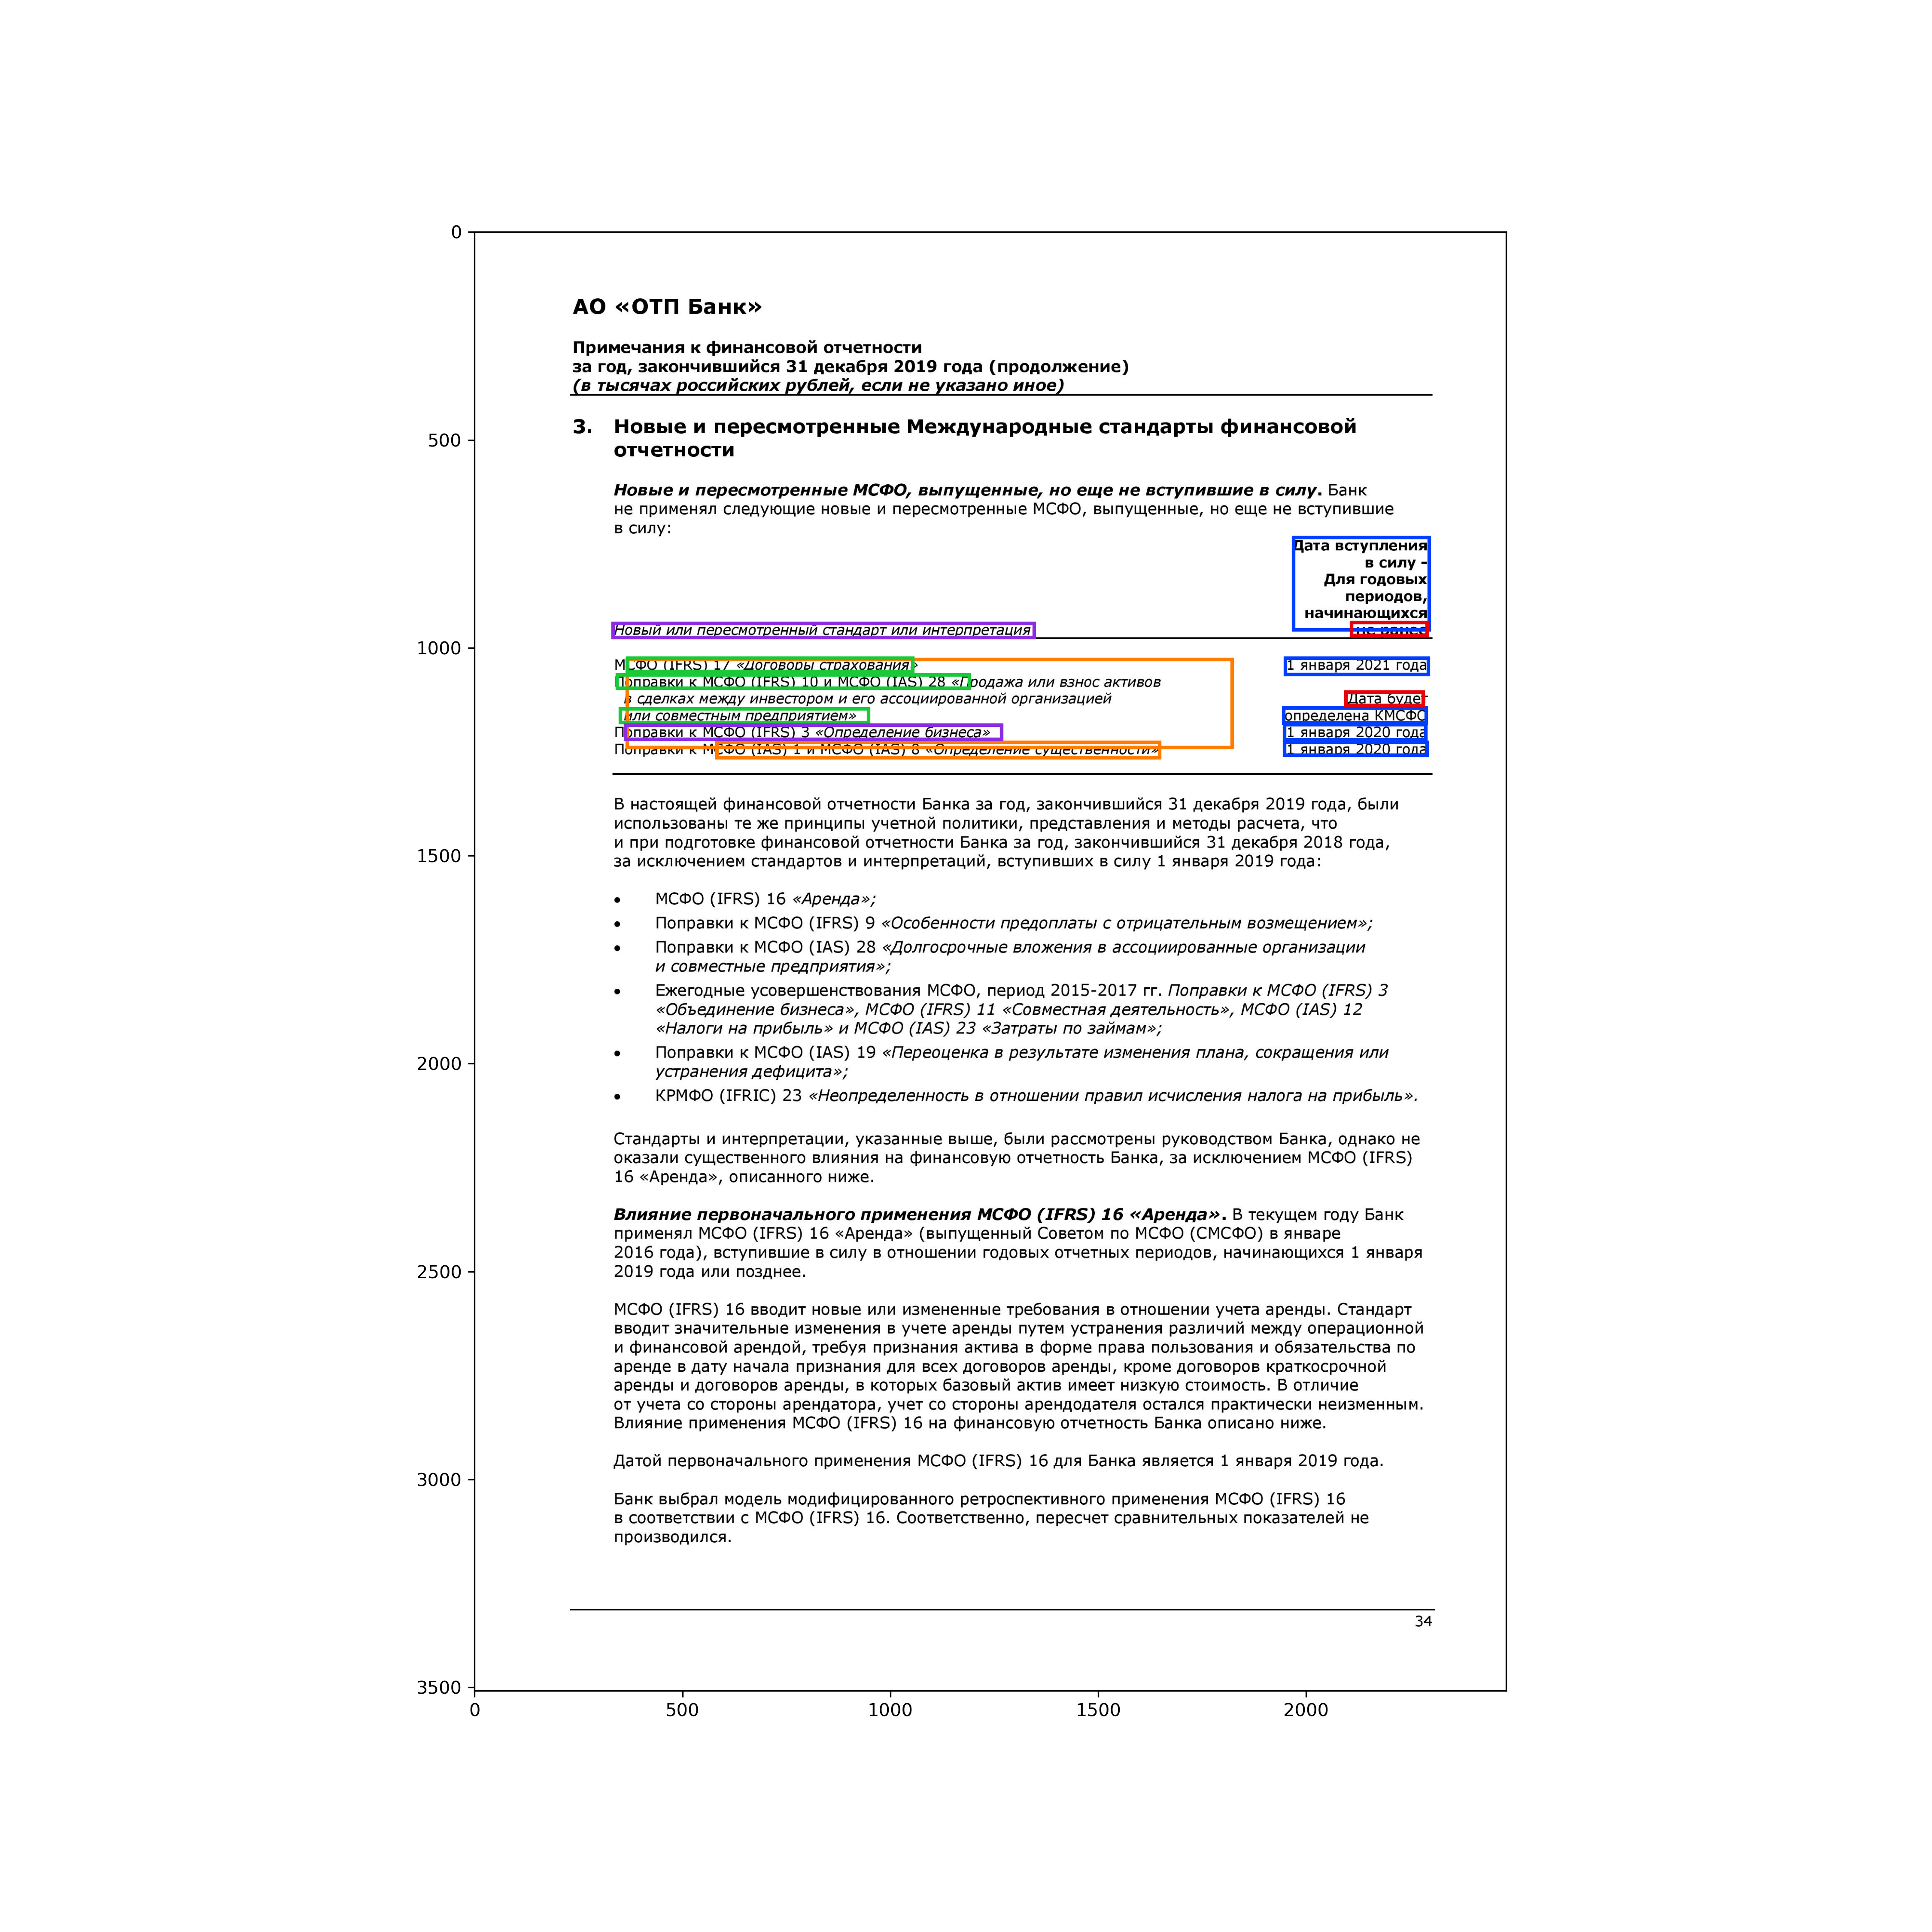 АО «ОТП Банк»
Примечания к финансовой отчетности
за год, закончившийся 31 декабря 2019 года (продолжение)
(в тысячах российских рублей, если не указано иное)
3. Новые и пересмотренные Международные стандарты финансовой
отчетности
Новые и пересмотренные МСФО, выпущенные, но еще не вступившие в силу. Банк
не применял следующие новые и пересмотренные МСФО, выпущенные, но еще не вступившие
в силу:
Дата вступления
в силу –
Для годовых
периодов,
начинающихся
Новый или пересмотренный стандарт или интерпретация не ранее
МСФО (IFRS) 17 «Договоры страхования» 1 января 2021 года
Поправки к МСФО (IFRS) 10 и МСФО (IAS) 28 «Продажа или взнос активов
в сделках между инвестором и его ассоциированной организацией Дата будет
или совместным предприятием» определена КМСФО
Поправки к МСФО (IFRS) 3 «Определение бизнеса» 1 января 2020 года
Поправки к МСФО (IAS) 1 и МСФО (IAS) 8 «Определение существенности» 1 января 2020 года
В настоящей финансовой отчетности Банка за год, закончившийся 31 декабря 2019 года, были
использованы те же принципы учетной политики, представления и методы расчета, что
и при подготовке финансовой отчетности Банка за год, закончившийся 31 декабря 2018 года,
за исключением стандартов и интерпретаций, вступивших в силу 1 января 2019 года:
• МСФО (IFRS) 16 «Аренда»;
• Поправки к МСФО (IFRS) 9 «Особенности предоплаты с отрицательным возмещением»;
• Поправки к МСФО (IAS) 28 «Долгосрочные вложения в ассоциированные организации
и совместные предприятия»;
• Ежегодные усовершенствования МСФО, период 2015-2017 гг. Поправки к МСФО (IFRS) 3
«Объединение бизнеса», МСФО (IFRS) 11 «Совместная деятельность», МСФО (IAS) 12
«Налоги на прибыль» и МСФО (IAS) 23 «Затраты по займам»;
• Поправки к МСФО (IAS) 19 «Переоценка в результате изменения плана, сокращения или
устранения дефицита»;
• КРМФО (IFRIC) 23 «Неопределенность в отношении правил исчисления налога на прибыль».
Стандарты и интерпретации, указанные выше, были рассмотрены руководством Банка, однако не
оказали существенного влияния на финансовую отчетность Банка, за исключением МСФО (IFRS)
16 «Аренда», описанного ниже.
Влияние первоначального применения МСФО (IFRS) 16 «Аренда». В текущем году Банк
применял МСФО (IFRS) 16 «Аренда» (выпущенный Советом по МСФО (СМСФО) в январе
2016 года), вступившие в силу в отношении годовых отчетных периодов, начинающихся 1 января
2019 года или позднее.
МСФО (IFRS) 16 вводит новые или измененные требования в отношении учета аренды. Стандарт
вводит значительные изменения в учете аренды путем устранения различий между операционной
и финансовой арендой, требуя признания актива в форме права пользования и обязательства по
аренде в дату начала признания для всех договоров аренды, кроме договоров краткосрочной
аренды и договоров аренды, в которых базовый актив имеет низкую стоимость. В отличие
от учета со стороны арендатора, учет со стороны арендодателя остался практически неизменным.
Влияние применения МСФО (IFRS) 16 на финансовую отчетность Банка описано ниже.
Датой первоначального применения МСФО (IFRS) 16 для Банка является 1 января 2019 года.
Банк выбрал модель модифицированного ретроспективного применения МСФО (IFRS) 16
в соответствии с МСФО (IFRS) 16. Соответственно, пересчет сравнительных показателей не
производился.
34
0
500
1000
1500
2000
2500
3000
3500
0 500 1000 1500 2000